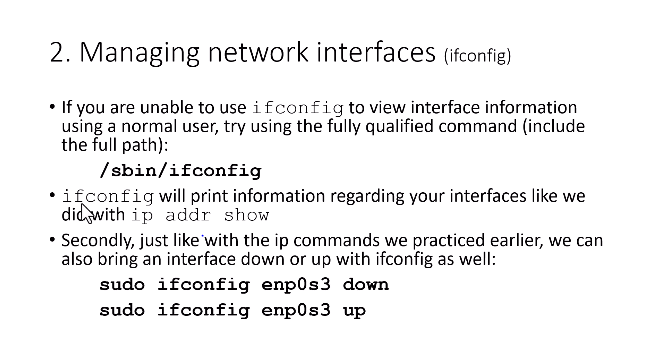 2. Managing network interfaces (ifconfig)
• If you are unable to use ifconfig to view interface information
using a normal user, try using the fully qualified command (include
the full path):
/sbin/ifconfig
• ifconfig will print information regarding your interfaces like we
did with ip addr show
• Secondly, just like with the ip commands we practiced earlier, we can
also bring an interface down or up with ifconfig as well:
sudo ifconfig enp0s3 down
sudo ifconfig enp0s3 up